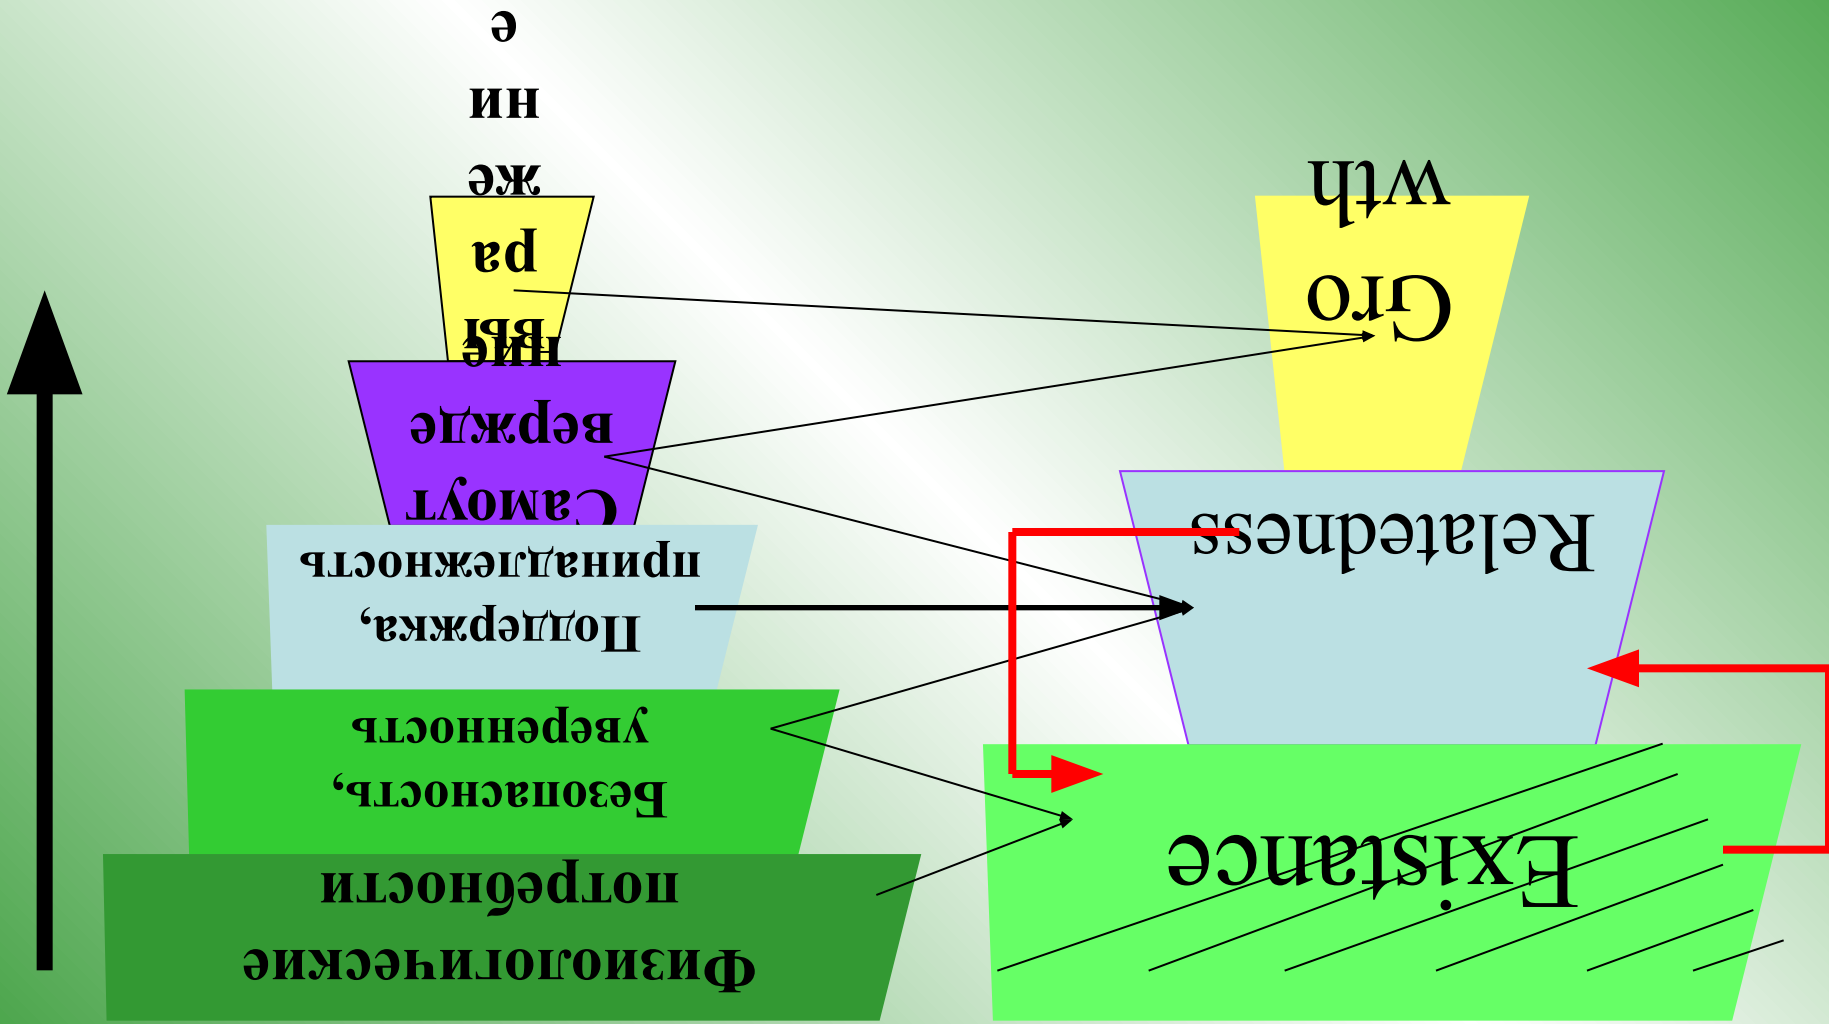 Вы
ра
же
ни
е
Самоут
вержде
ние
Поддержка,
принадлежность
Безопасность,
уверенность
Физиологические
потребности
Gro
wth
Relatedness
Existance